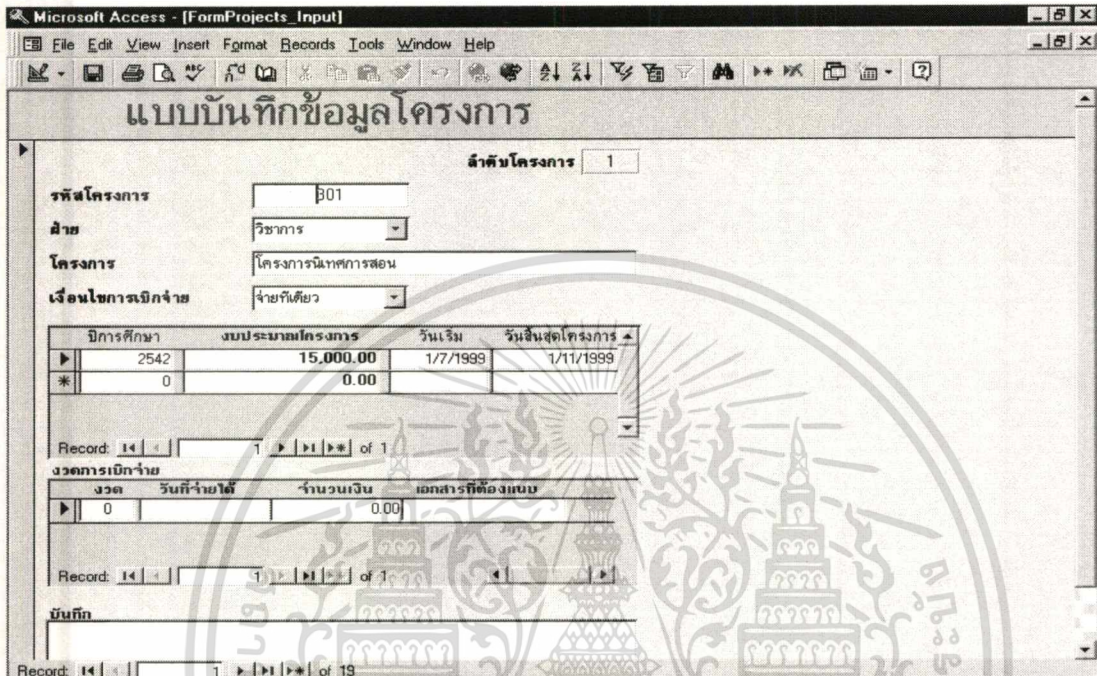 Microsoft Access - [FormProjects_Input]
File Edit View Insert Format Records Tools Window Help
แบบบันทึกข้อมูลโครงการ
ลำดับโครงการ 1
รหัสโครงการ B01
ฝ่าย วิชาการ
โครงการ โครงการนิเทศการสอน
เงื่อนไขการเบิกจ่าย จ่ายทีเดียว
ปีการศึกษา งบประมาณโครงการ วันเริ่ม วันสิ้นสุดโครงการ
2542 15,000.00 1/7/1999 1/11/1999
0 0.00
Record: 1 of 1
งวดการเบิกจ่าย
งวด วันที่จ่ายได้ จำนวนเงิน เอกสารที่ต้องแนบ
0 0.00
Record: 1 of 1
บันทึก
Record: 1 of 19